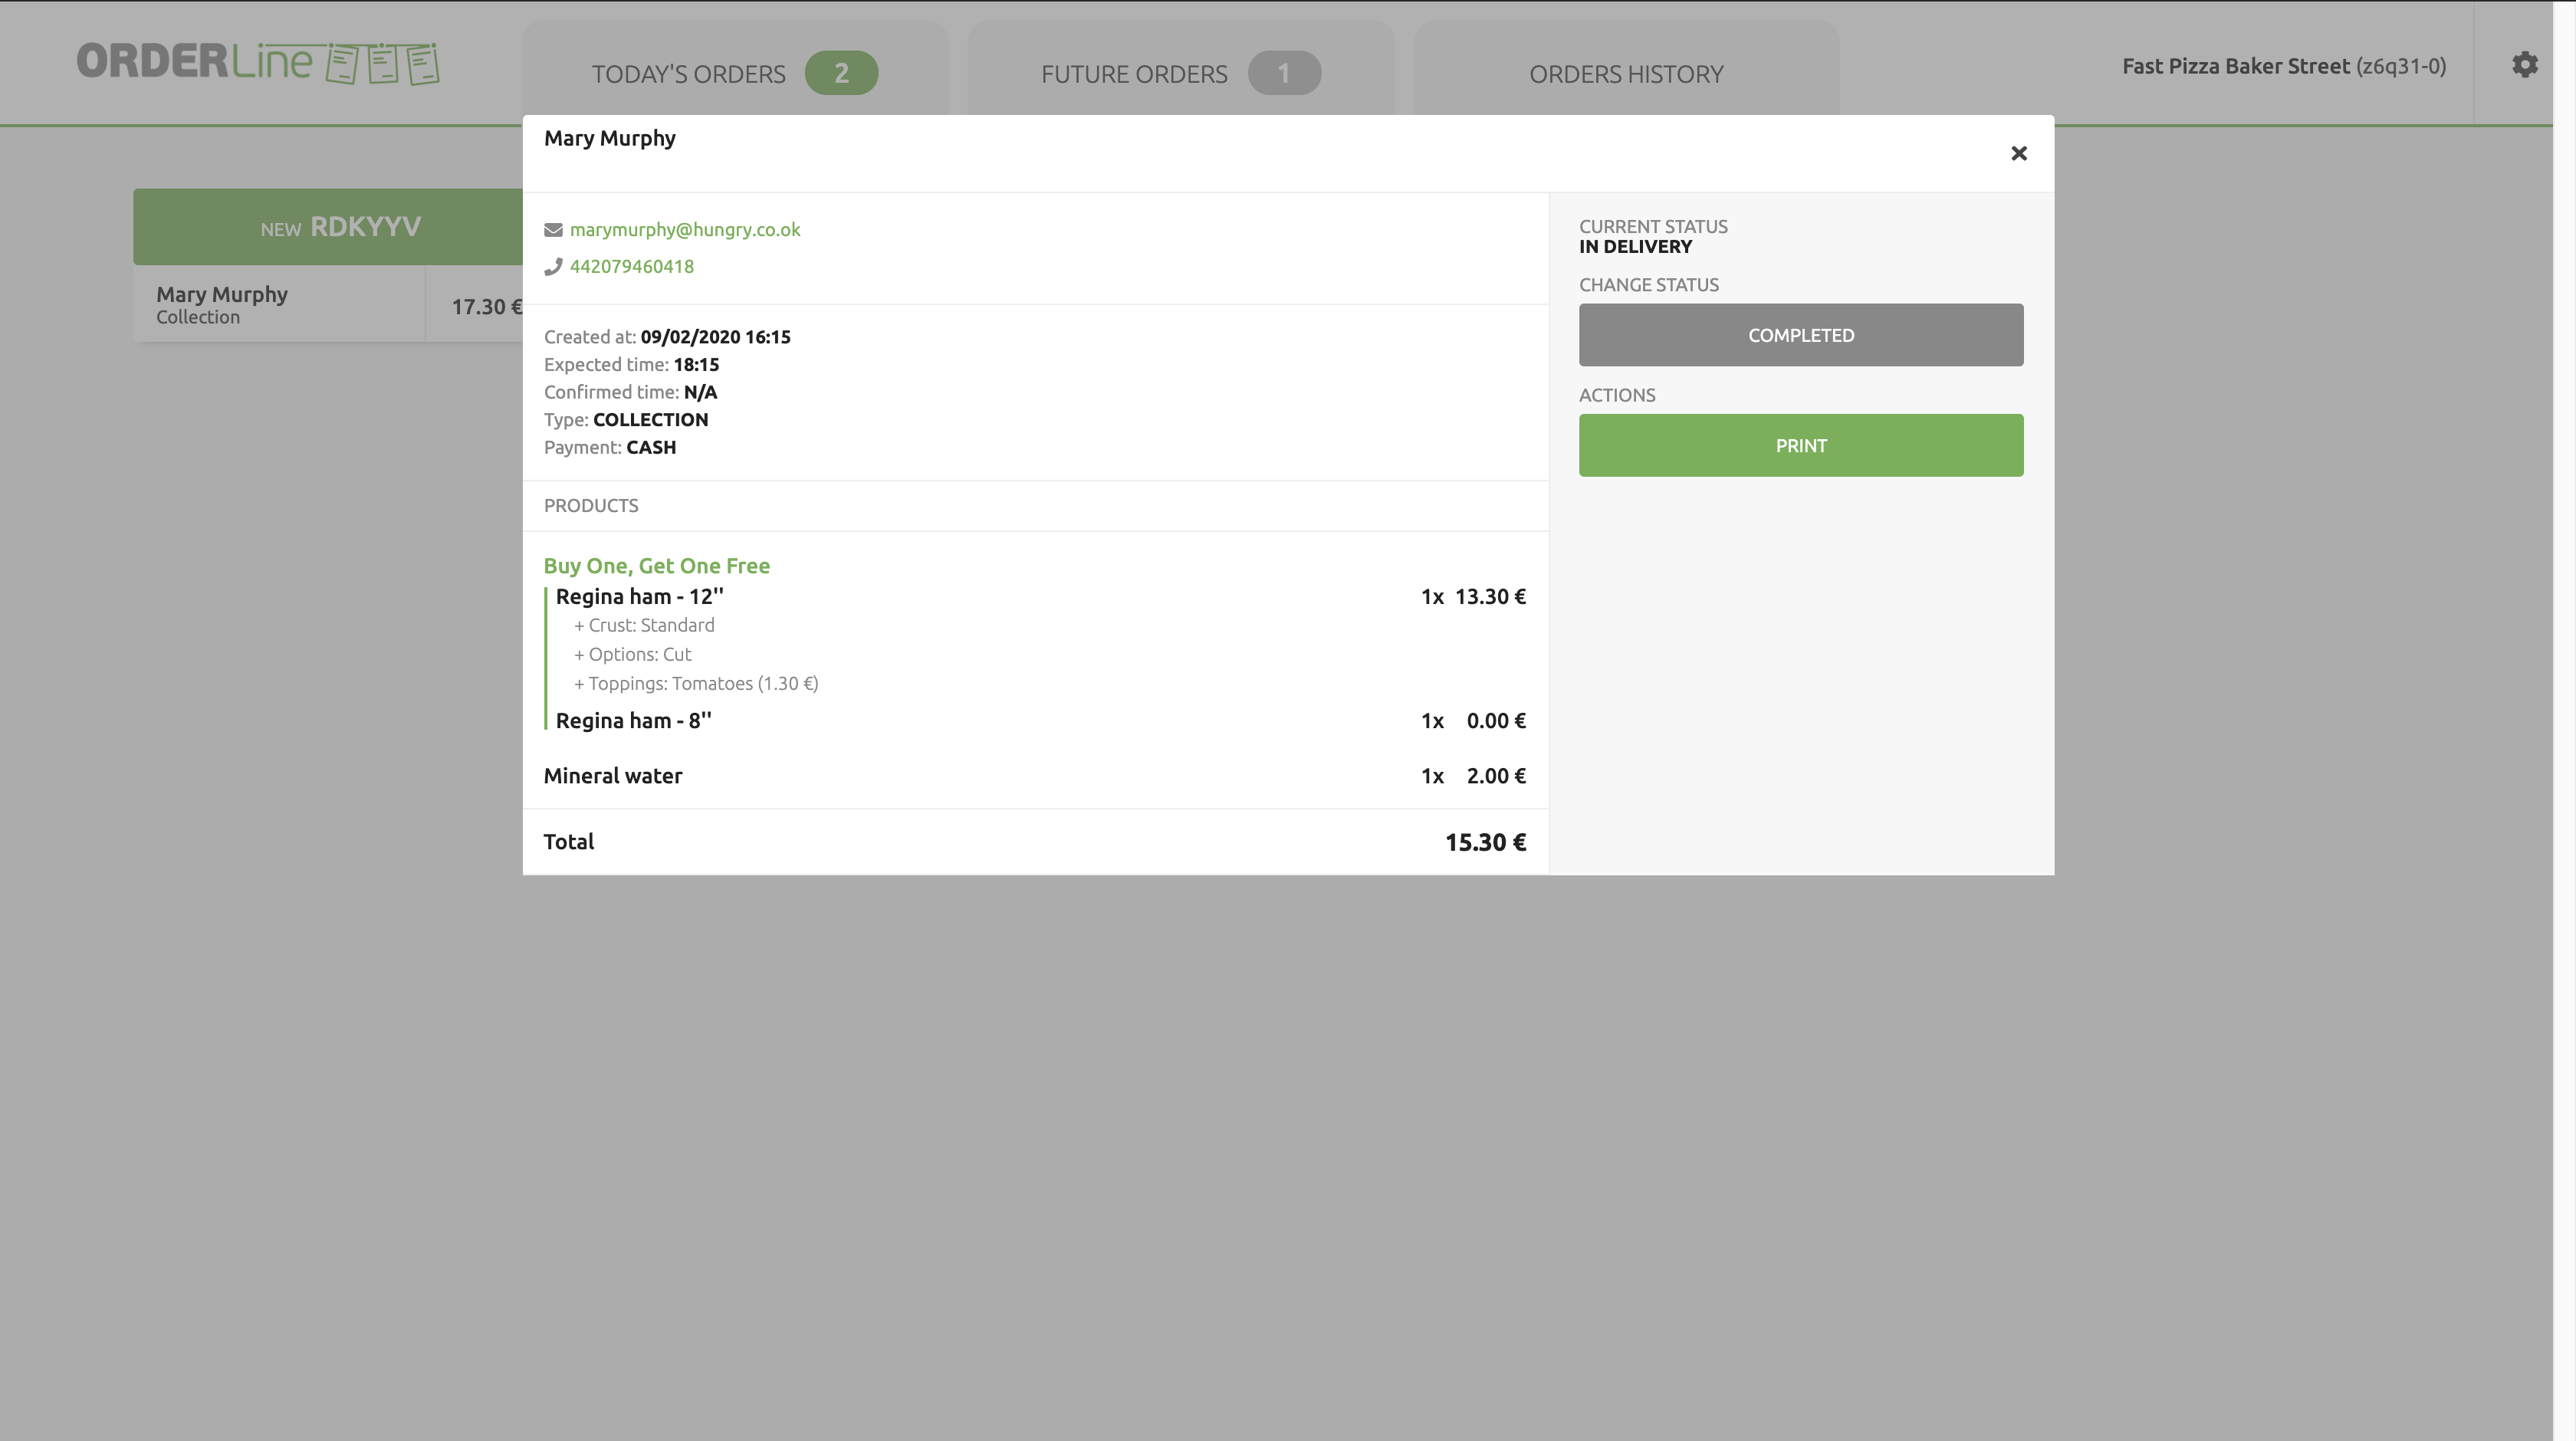 ORDERLine
TODAY'S ORDERS 2
FUTURE ORDERS 1
ORDERS HISTORY
Fast Pizza Baker Street (z6q31-0)
NEW RDKYYV
Mary Murphy
Collection
17.30 €
Mary Murphy
marymurphy@hungry.co.ok
442079460418
Created at: 09/02/2020 16:15
Expected time: 18:15
Confirmed time: N/A
Type: COLLECTION
Payment: CASH
PRODUCTS
Buy One, Get One Free
Regina ham - 12'' 1x 13.30 €
+ Crust: Standard
+ Options: Cut
+ Toppings: Tomatoes (1.30 €)
Regina ham - 8'' 1x 0.00 €
Mineral water 1x 2.00 €
Total 15.30 €
CURRENT STATUS
IN DELIVERY
CHANGE STATUS
COMPLETED
ACTIONS
PRINT